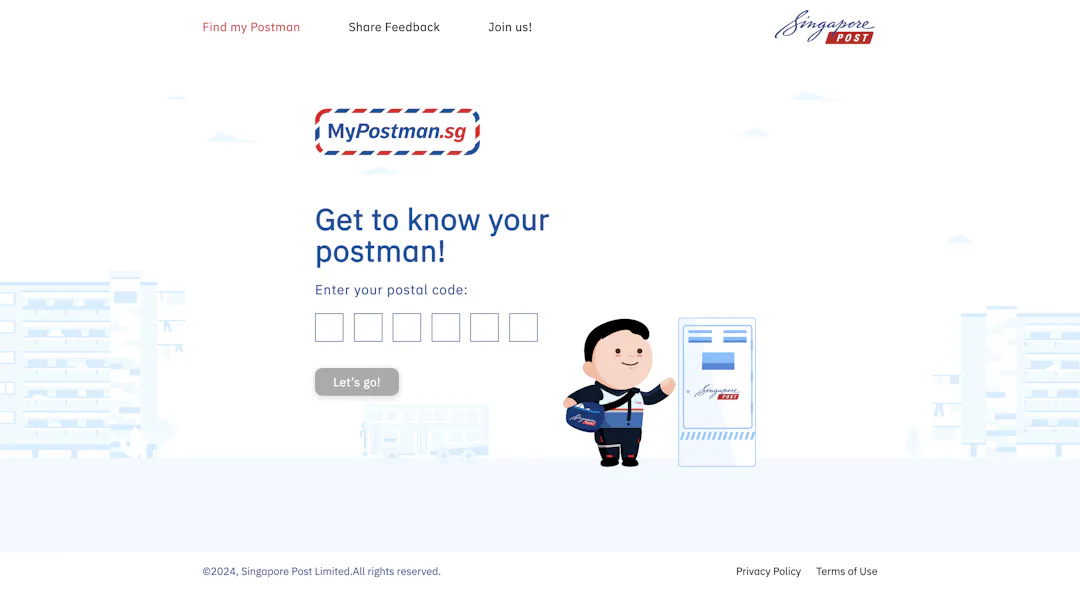 Find my Postman
Share Feedback
Join us!
Singapore
POST
MyPostman.sg
Get to know your
postman!
Enter your postal code:
Let's go!
Singapore
POST
Singapore
POST
©2024, Singapore Post Limited.All rights reserved.
Privacy Policy
Terms of Use